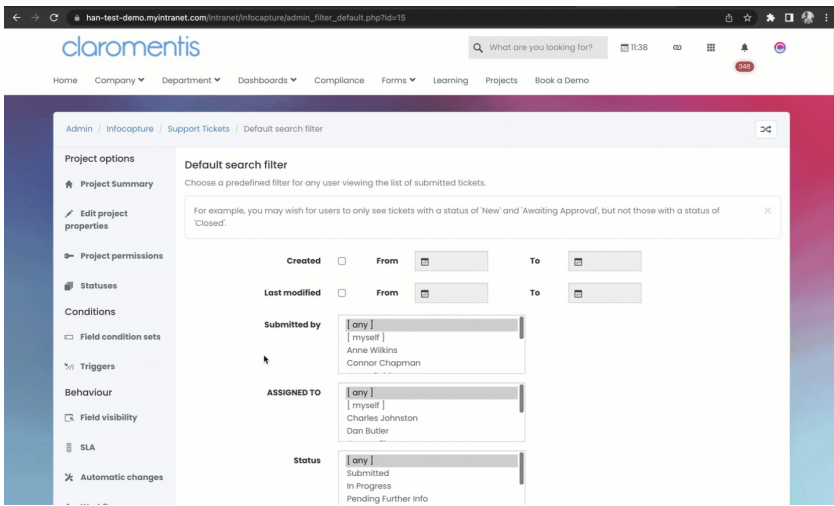 han-test-demo.myintranet.com/intranet/infocapture/admin_filter_default.php?id=15
claromentis
What are you looking for?
11:38
348
Home Company Department Dashboards Compliance Forms Learning Projects Book a Demo
Admin / Infocapture / Support Tickets / Default search filter
Project options
Project Summary
Edit project
properties
Project permissions
Statuses
Conditions
Field condition sets
Triggers
Behaviour
Field visibility
SLA
Automatic changes
Default search filter
Choose a predefined filter for any user viewing the list of submitted tickets.
For example, you may wish for users to only see tickets with a status of 'New' and 'Awaiting Approval', but not those with a status of
'Closed'.
Created From To
Last modified From To
Submitted by
[ any ]
[ myself ]
Anne Wilkins
Connor Chapman
ASSIGNED TO
[ any ]
[ myself ]
Charles Johnston
Dan Butler
Status
[ any ]
Submitted
In Progress
Pending Further Info